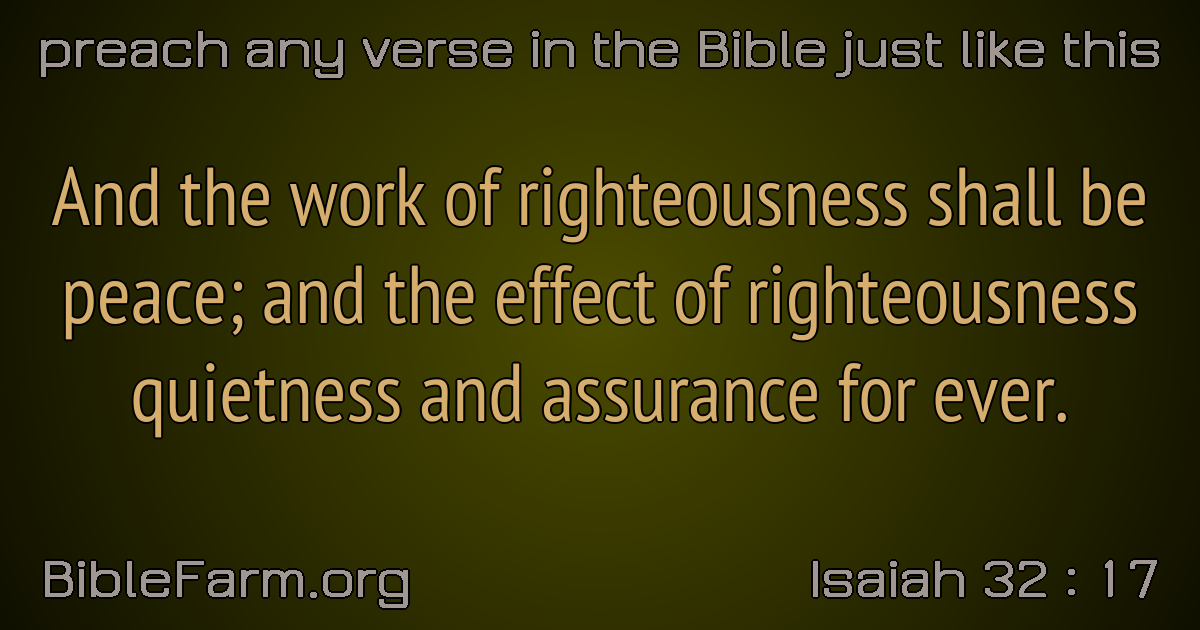 preach any verse in the Bible just like this
And the work of righteousness shall be
peace; and the effect of righteousness
quietness and assurance for ever.
BibleFarm.org
Isaiah 32 : 17